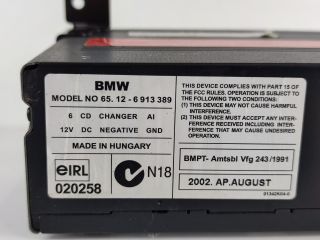 BMW
MODEL NO 65. 12 - 6 913 389
6 CD CHANGER AI
12V DC NEGATIVE GND
MADE IN HUNGARY
eIRL
020258
N18
THIS DEVICE COMPLIES WITH PART 15 OF
THE FCC RULES. OPERATION IS SUBJECT TO
THE FOLLOWING TWO CONDITIONS:
(1) THIS DEVICE MAY NOT CAUSE HARMFUL
INTERFERENCE.
(2) THIS DEVICE MUST ACCEPT ANY INTER-
FERENCE RECEIVED INCLUDING INTERFER-
ENCE THAT MAY CAUSE UNDESIRED
OPERATION.
BMPT- Amtsbl Vfg 243/1991
2002. AP.AUGUST